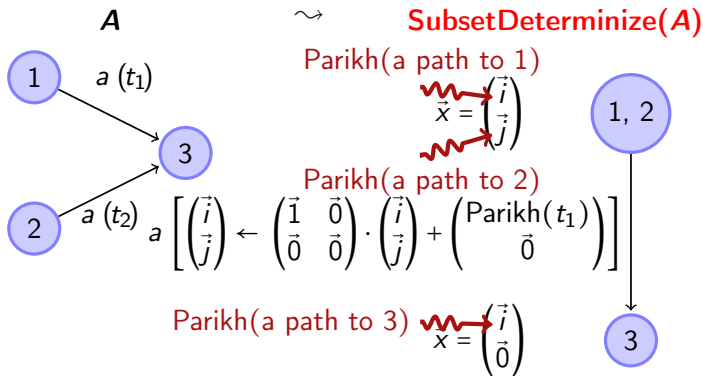 A ⤳ SubsetDeterminize(A)
Parikh(a path to 1)
1
a (t₁)
x⃗ = (i⃗ j⃗)
1, 2
3
Parikh(a path to 2)
2
a (t₂)
a [(i⃗ j⃗) ← (1⃗ 0⃗ 0⃗ 0⃗) · (i⃗ j⃗) + (Parikh(t₁) 0⃗)]
Parikh(a path to 3)
x⃗ = (i⃗ 0⃗)
3